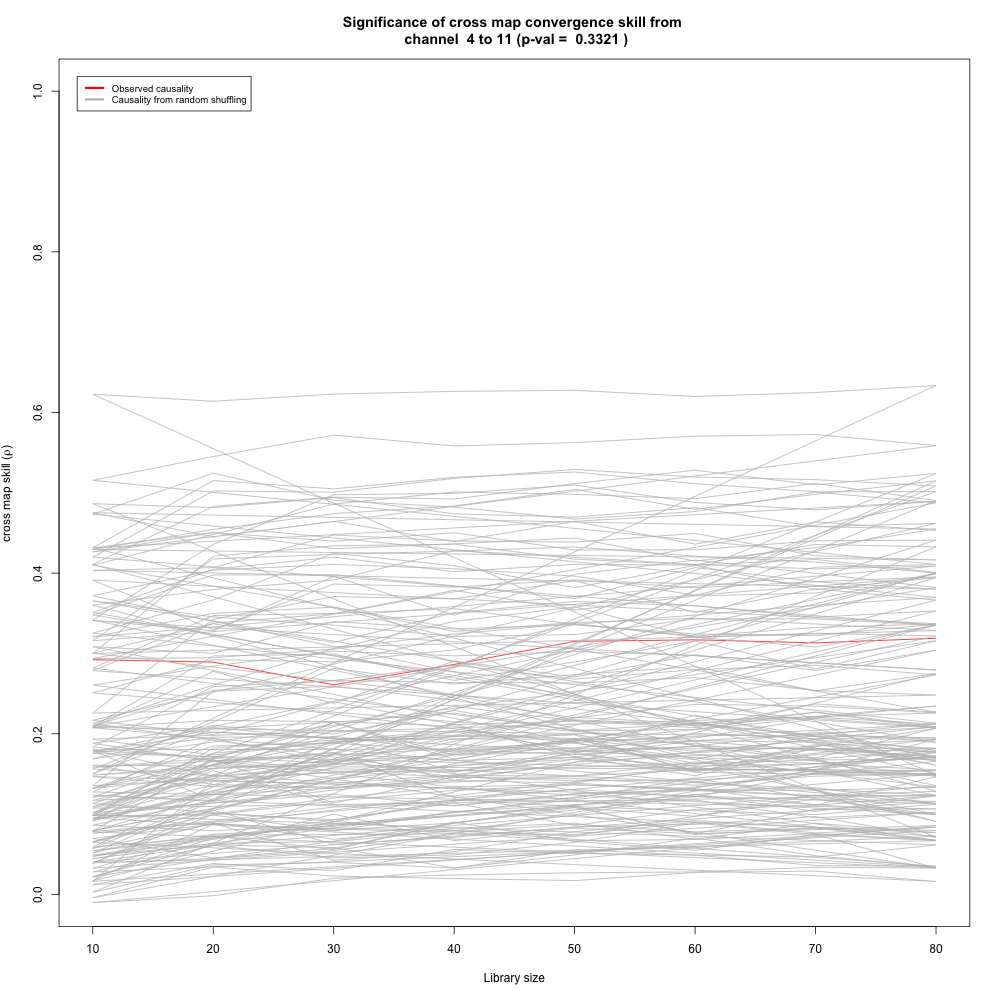 Significance of cross map convergence skill from
channel  4 to 11 (p-val =  0.3321 )
Observed causality
Causality from random shuffling
cross map skill (ρ)
1.0
0.8
0.6
0.4
0.2
0.0
10 20 30 40 50 60 70 80
Library size